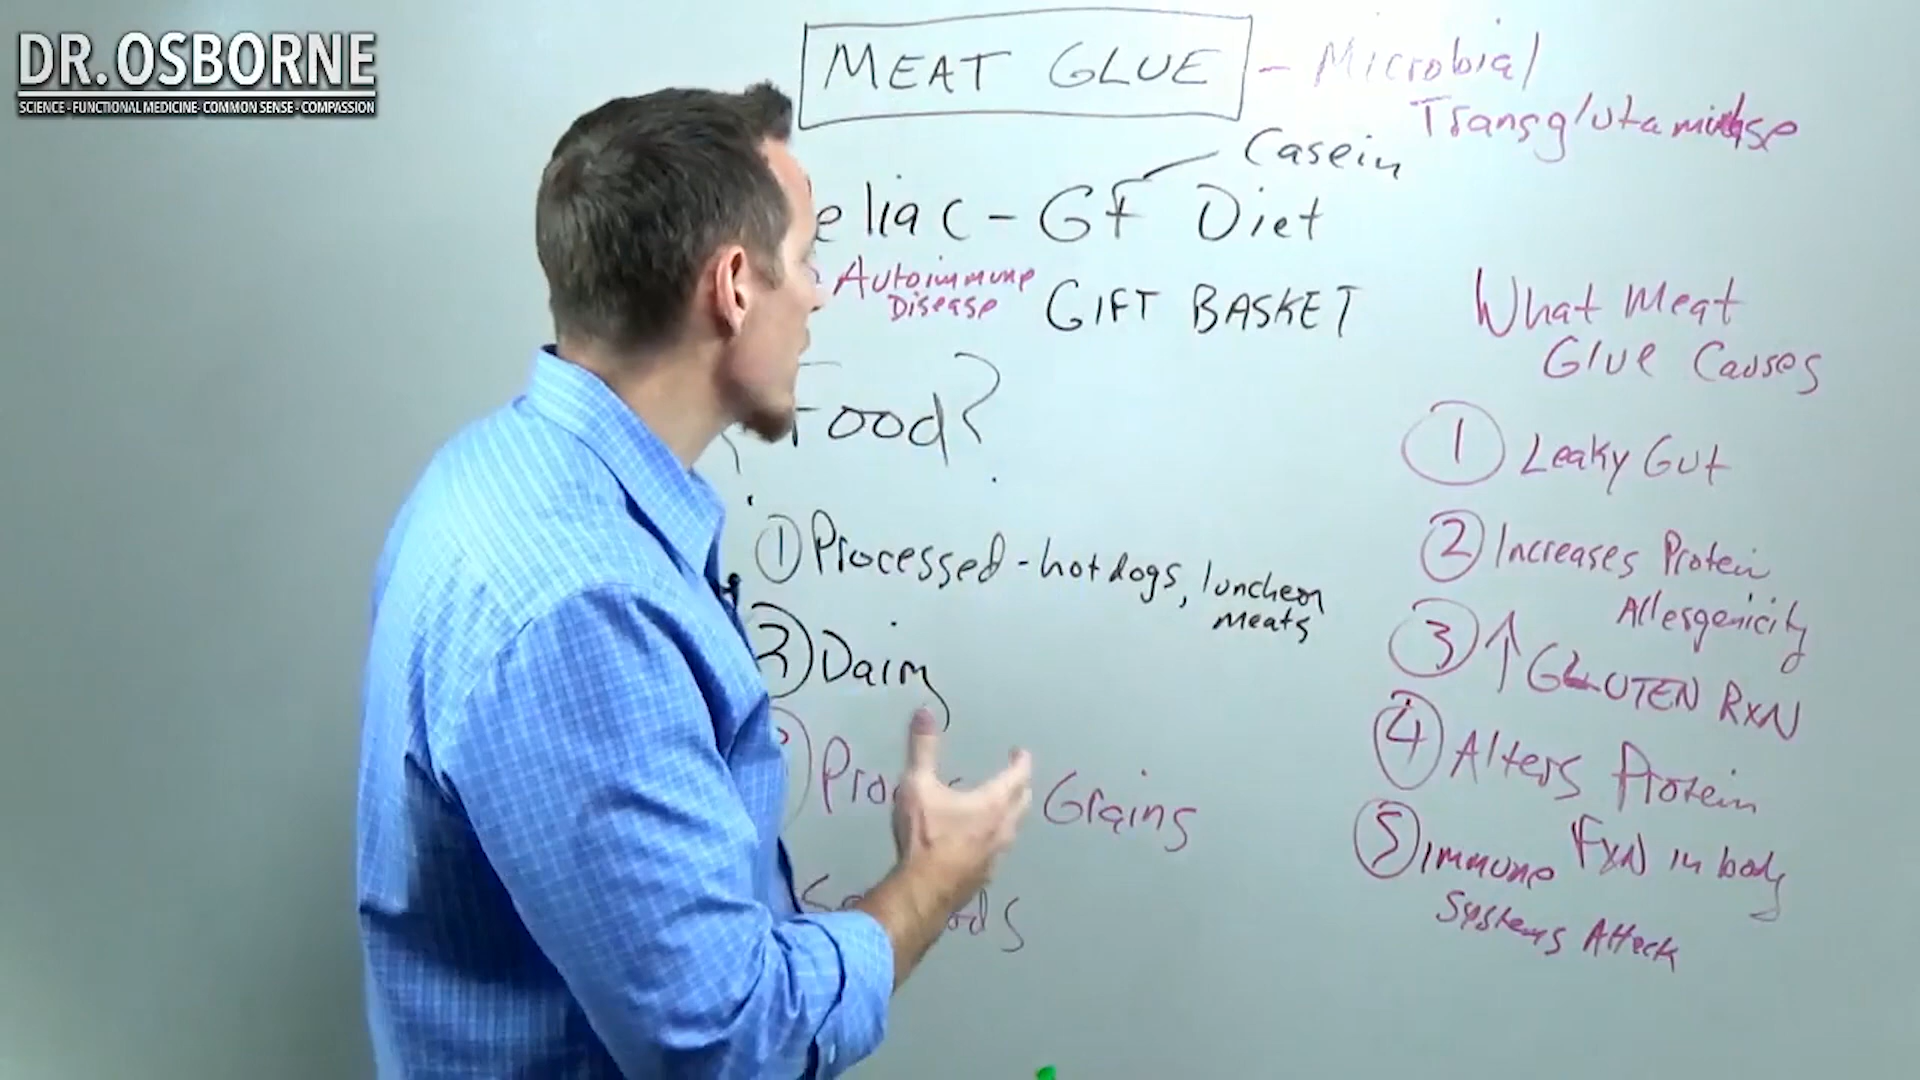 DR. OSBORNE
SCIENCE - FUNCTIONAL MEDICINE - COMMON SENSE - COMPASSION
MEAT GLUE - Microbial
Transglutaminase
Casein
eliac - GF Diet
Autoimmune
Disease
GIFT BASKET
Food?
① Processed - hotdogs, luncheon
meats
② Dairy
Grains
What Meat
Glue Causes
① Leaky Gut
② Increases Protein
Allergenicity
③ ↑ GLUTEN RXN
④ Alters Protein
FXN in body
⑤ Immune
Systems Attack